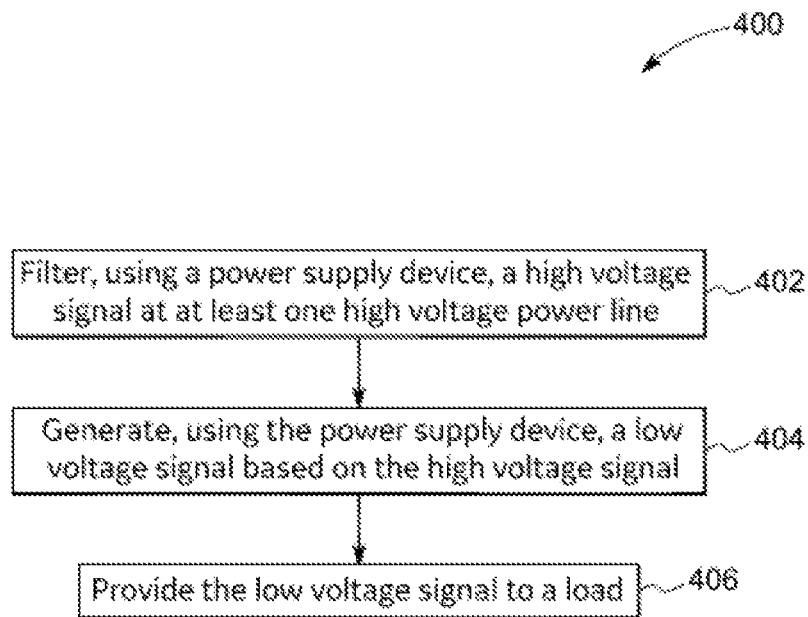 400
Filter, using a power supply device, a high voltage
signal at at least one high voltage power line
402
Generate, using the power supply device, a low
voltage signal based on the high voltage signal
404
Provide the low voltage signal to a load
406